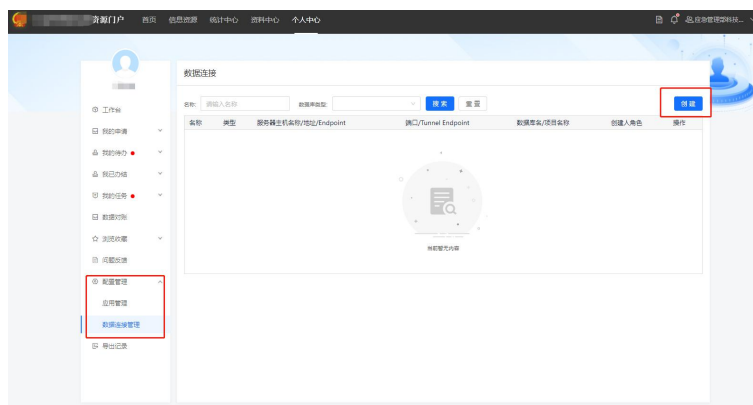 资源门户 首页 信息资源 统计中心 资料中心 个人中心 应急管理部科技...
数据连接
名称: 请输入名称 数据库类型: 搜索 重置 创建
名称 类型 服务器主机名称/地址/Endpoint 端口/Tunnel Endpoint 数据库名/项目名称 创建人角色 操作
当前暂无内容
工作台
我的申请
我的待办
我已办结
我的任务
数据对账
浏览收藏
问题反馈
配置管理
应用管理
数据连接管理
导出记录